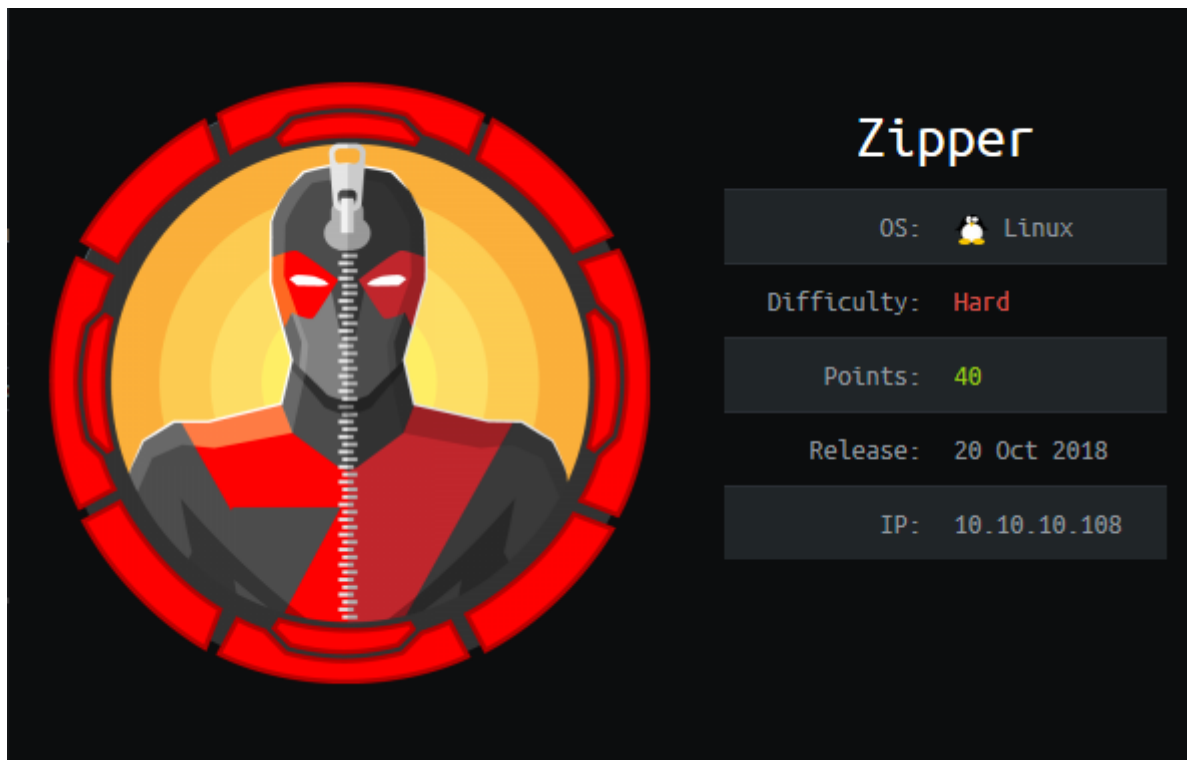 Zipper
OS: Linux
Difficulty: Hard
Points: 40
Release: 20 Oct 2018
IP: 10.10.10.108